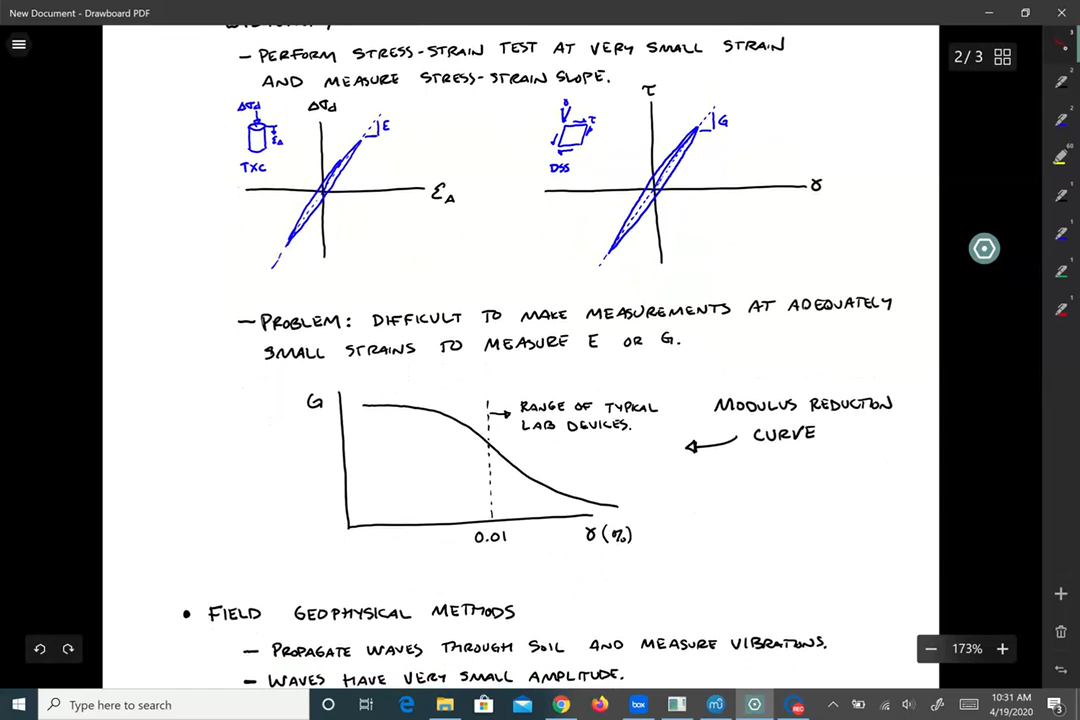 New Document - Drawboard PDF
2/3
- PERFORM STRESS-STRAIN TEST AT VERY SMALL STRAIN
AND MEASURE STRESS-STRAIN SLOPE.
Δσd
εA
TXC
Δσd
E
εA
τ
DSS
τ
G
γ
- PROBLEM: DIFFICULT TO MAKE MEASUREMENTS AT ADEQUATELY
SMALL STRAINS TO MEASURE E OR G.
G
RANGE OF TYPICAL
LAB DEVICES.
MODULUS REDUCTION
CURVE
0.01
γ(%)
• FIELD GEOPHYSICAL METHODS
- PROPAGATE WAVES THROUGH SOIL AND MEASURE VIBRATIONS.
- WAVES HAVE VERY SMALL AMPLITUDE.
173%
Type here to search
box
REC
10:31 AM
4/19/2020